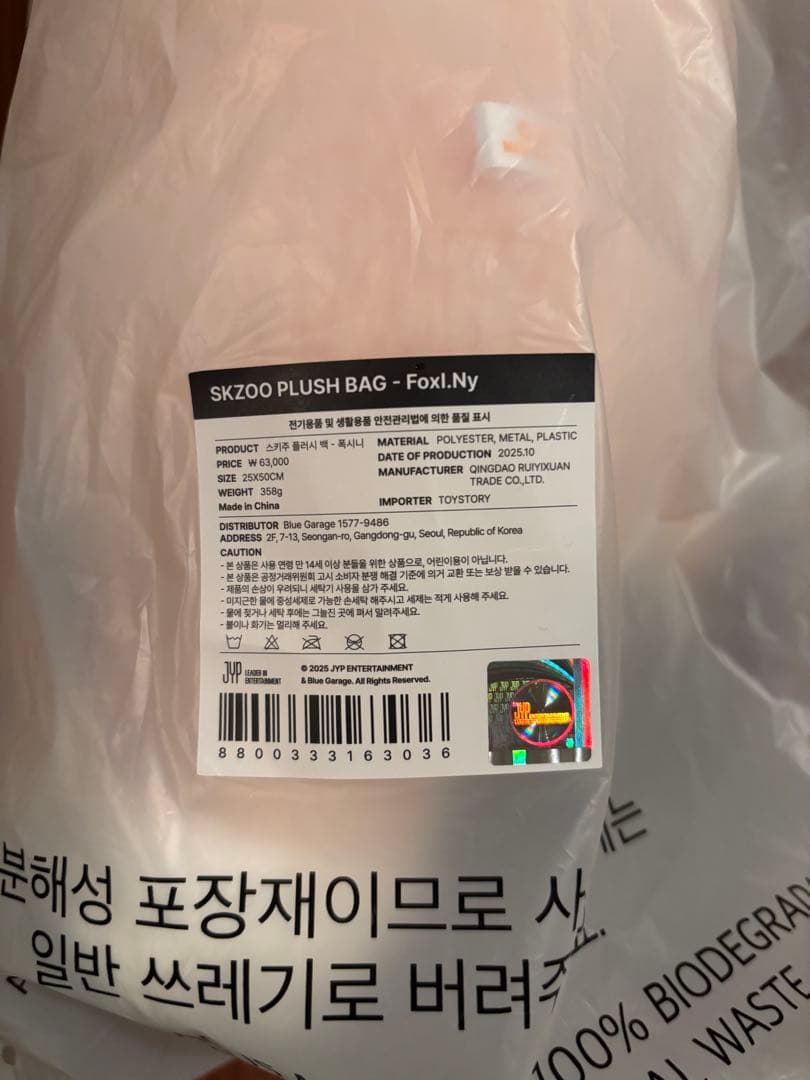 SKZOO PLUSH BAG - FoxI.Ny
전기용품 및 생활용품 안전관리법에 의한 품질 표시
PRODUCT 스키주 플러시 백 - 폭시니
PRICE ₩ 63,000
SIZE 25X50CM
WEIGHT 358g
Made in China
MATERIAL POLYESTER, METAL, PLASTIC
DATE OF PRODUCTION 2025.10
MANUFACTURER QINGDAO RUIYIXUAN
TRADE CO.,LTD.
IMPORTER TOYSTORY
DISTRIBUTOR Blue Garage 1577-9486
ADDRESS 2F, 7-13, Seongan-ro, Gangdong-gu, Seoul, Republic of Korea
CAUTION
- 본 상품은 사용 연령 만 14세 이상 분들을 위한 상품으로, 어린이용이 아닙니다.
- 본 상품은 공정거래위원회 고시 소비자 분쟁 해결 기준에 의거 교환 또는 보상 받을 수 있습니다.
- 제품의 손상이 우려되니 세탁기 사용을 삼가 주세요.
- 미지근한 물에 중성세제로 가능한 손세탁 해주시고 세제는 적게 사용해 주세요.
- 물에 젖거나 세탁 후에는 그늘진 곳에 펴서 말려주세요.
- 불이나 화기는 멀리해 주세요.
JYP LEADER IN
ENTERTAINMENT
© 2025 JYP ENTERTAINMENT
& Blue Garage. All Rights Reserved.
8800333163036
JYP
분해성 포장재이므로 사
일반 쓰레기로 버려주
는
요.
100% BIODEGRAD
AL WASTE